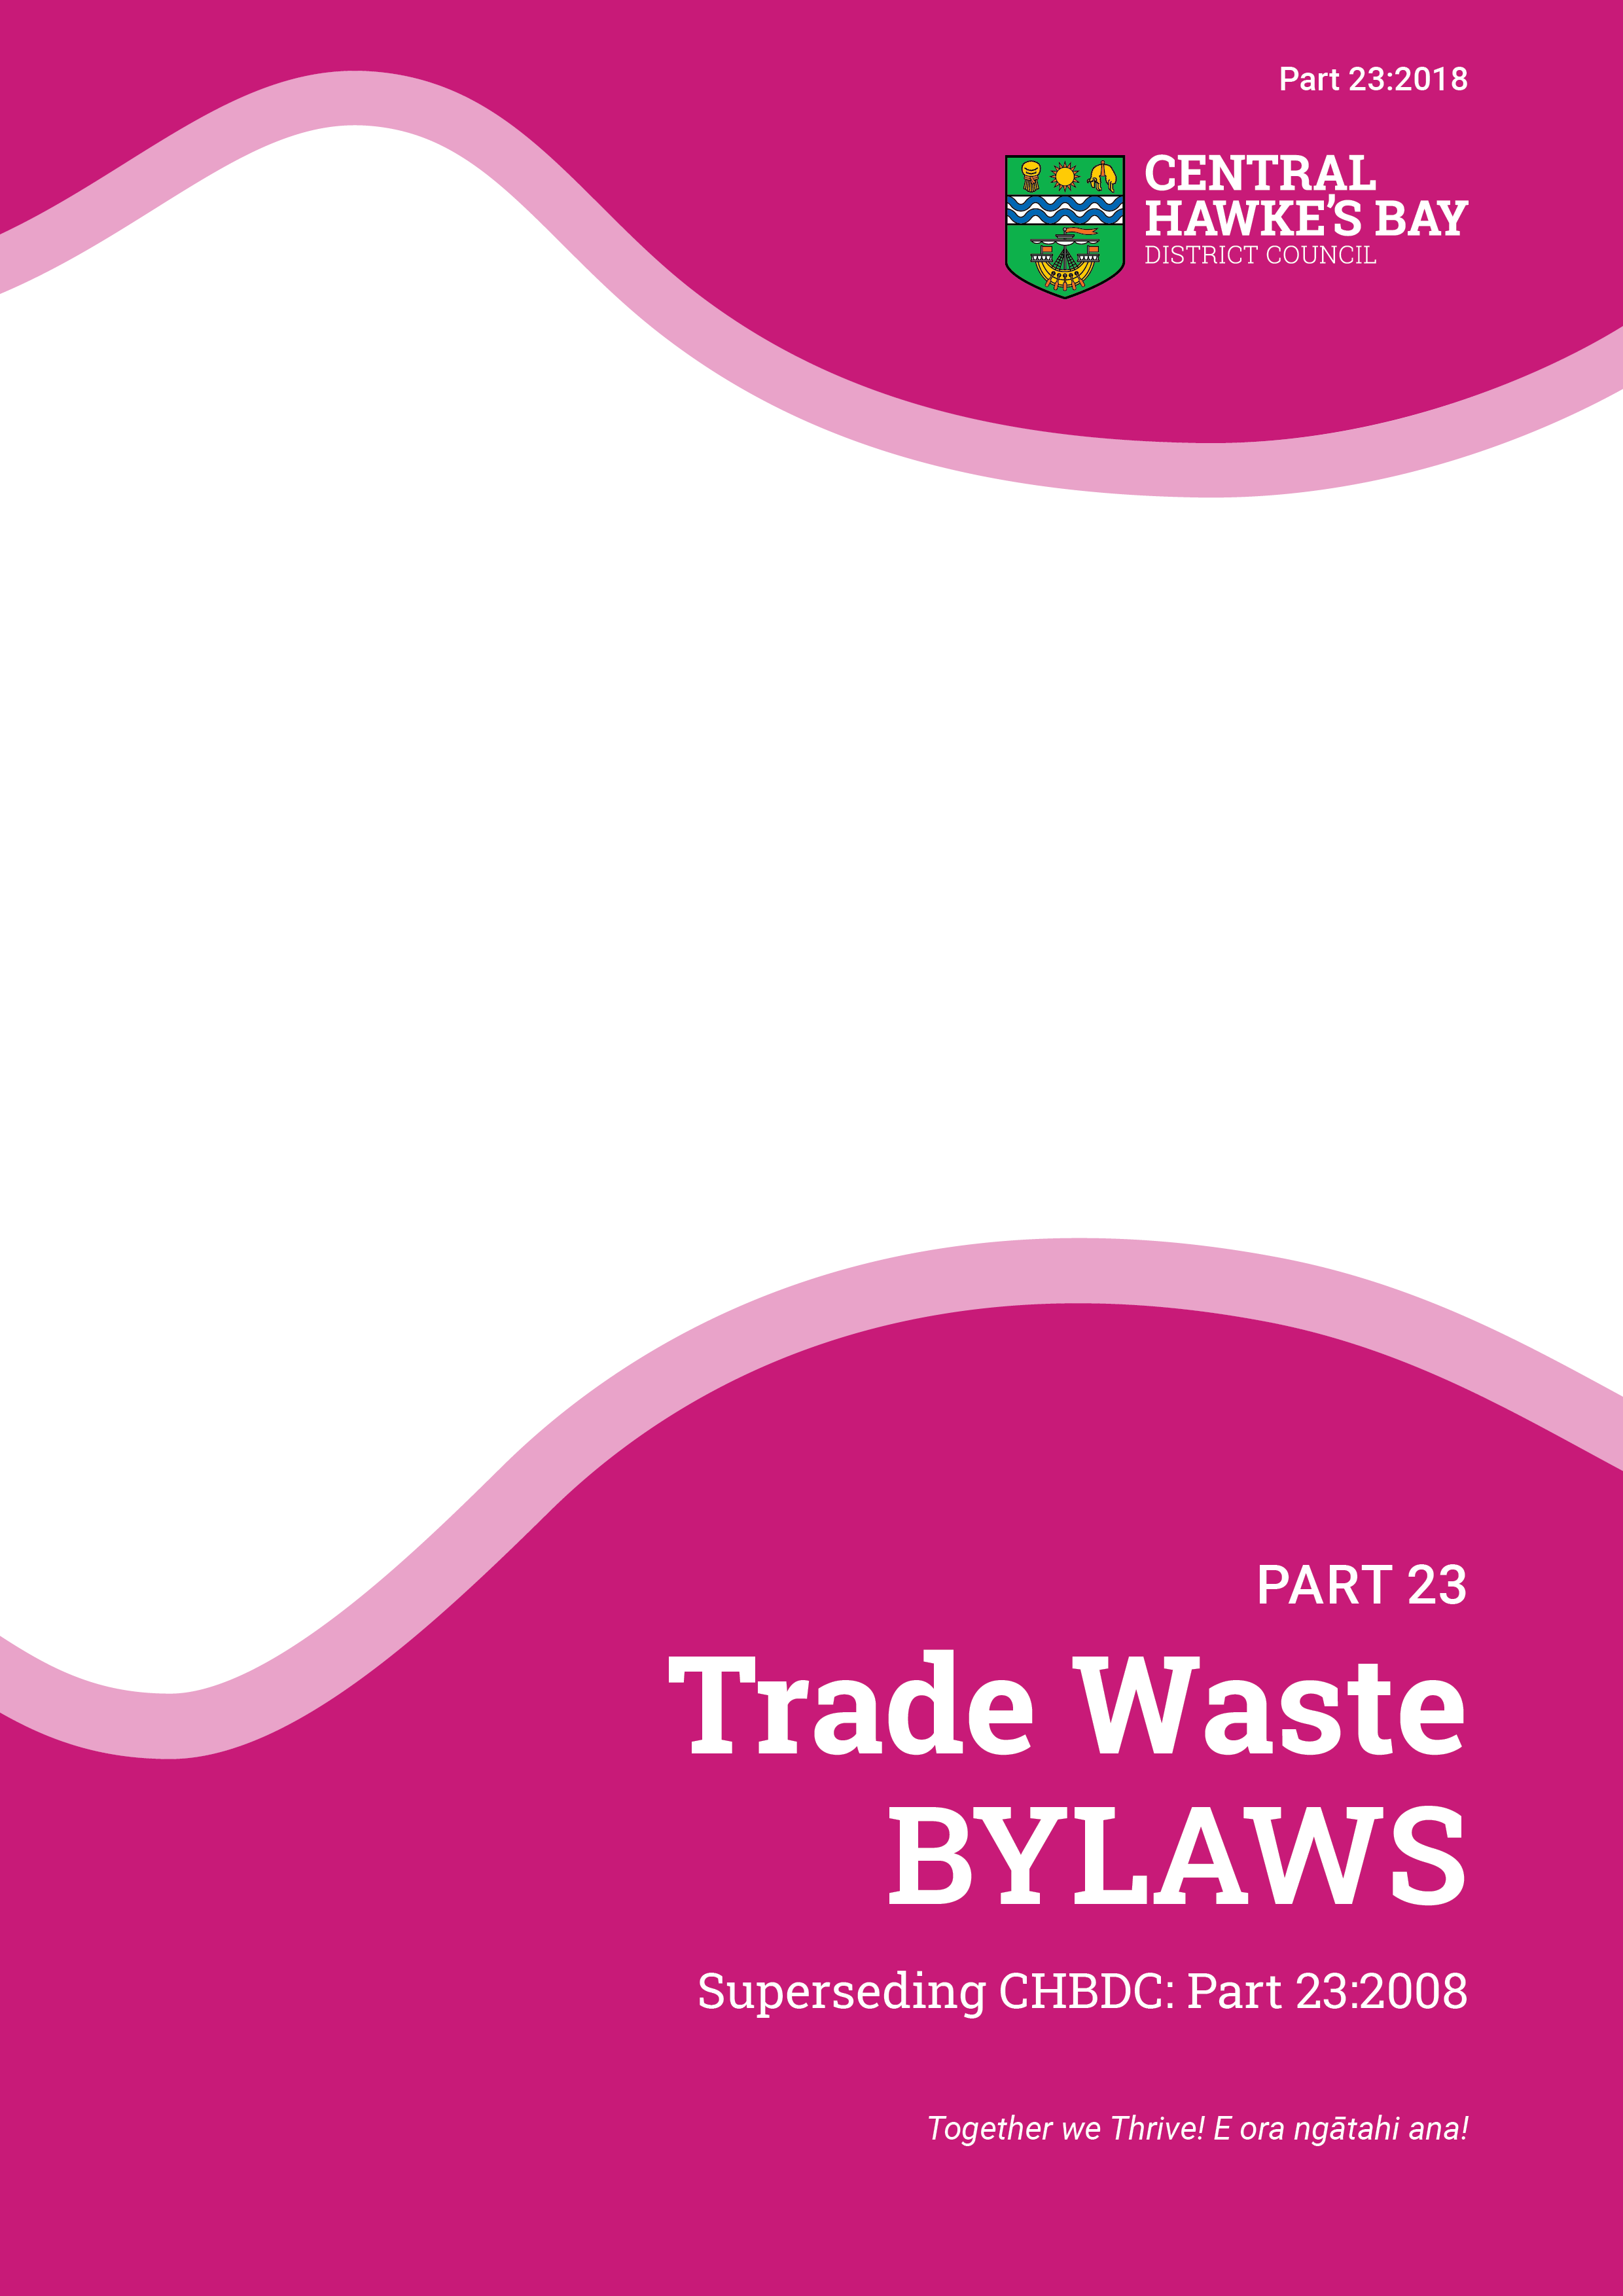 Part 23:2018
CENTRAL
HAWKE’S BAY
DISTRICT COUNCIL
PART 23
Trade Waste
BYLAWS
Superseding CHBDC: Part 23:2008
Together we Thrive! E ora ngātahi ana!